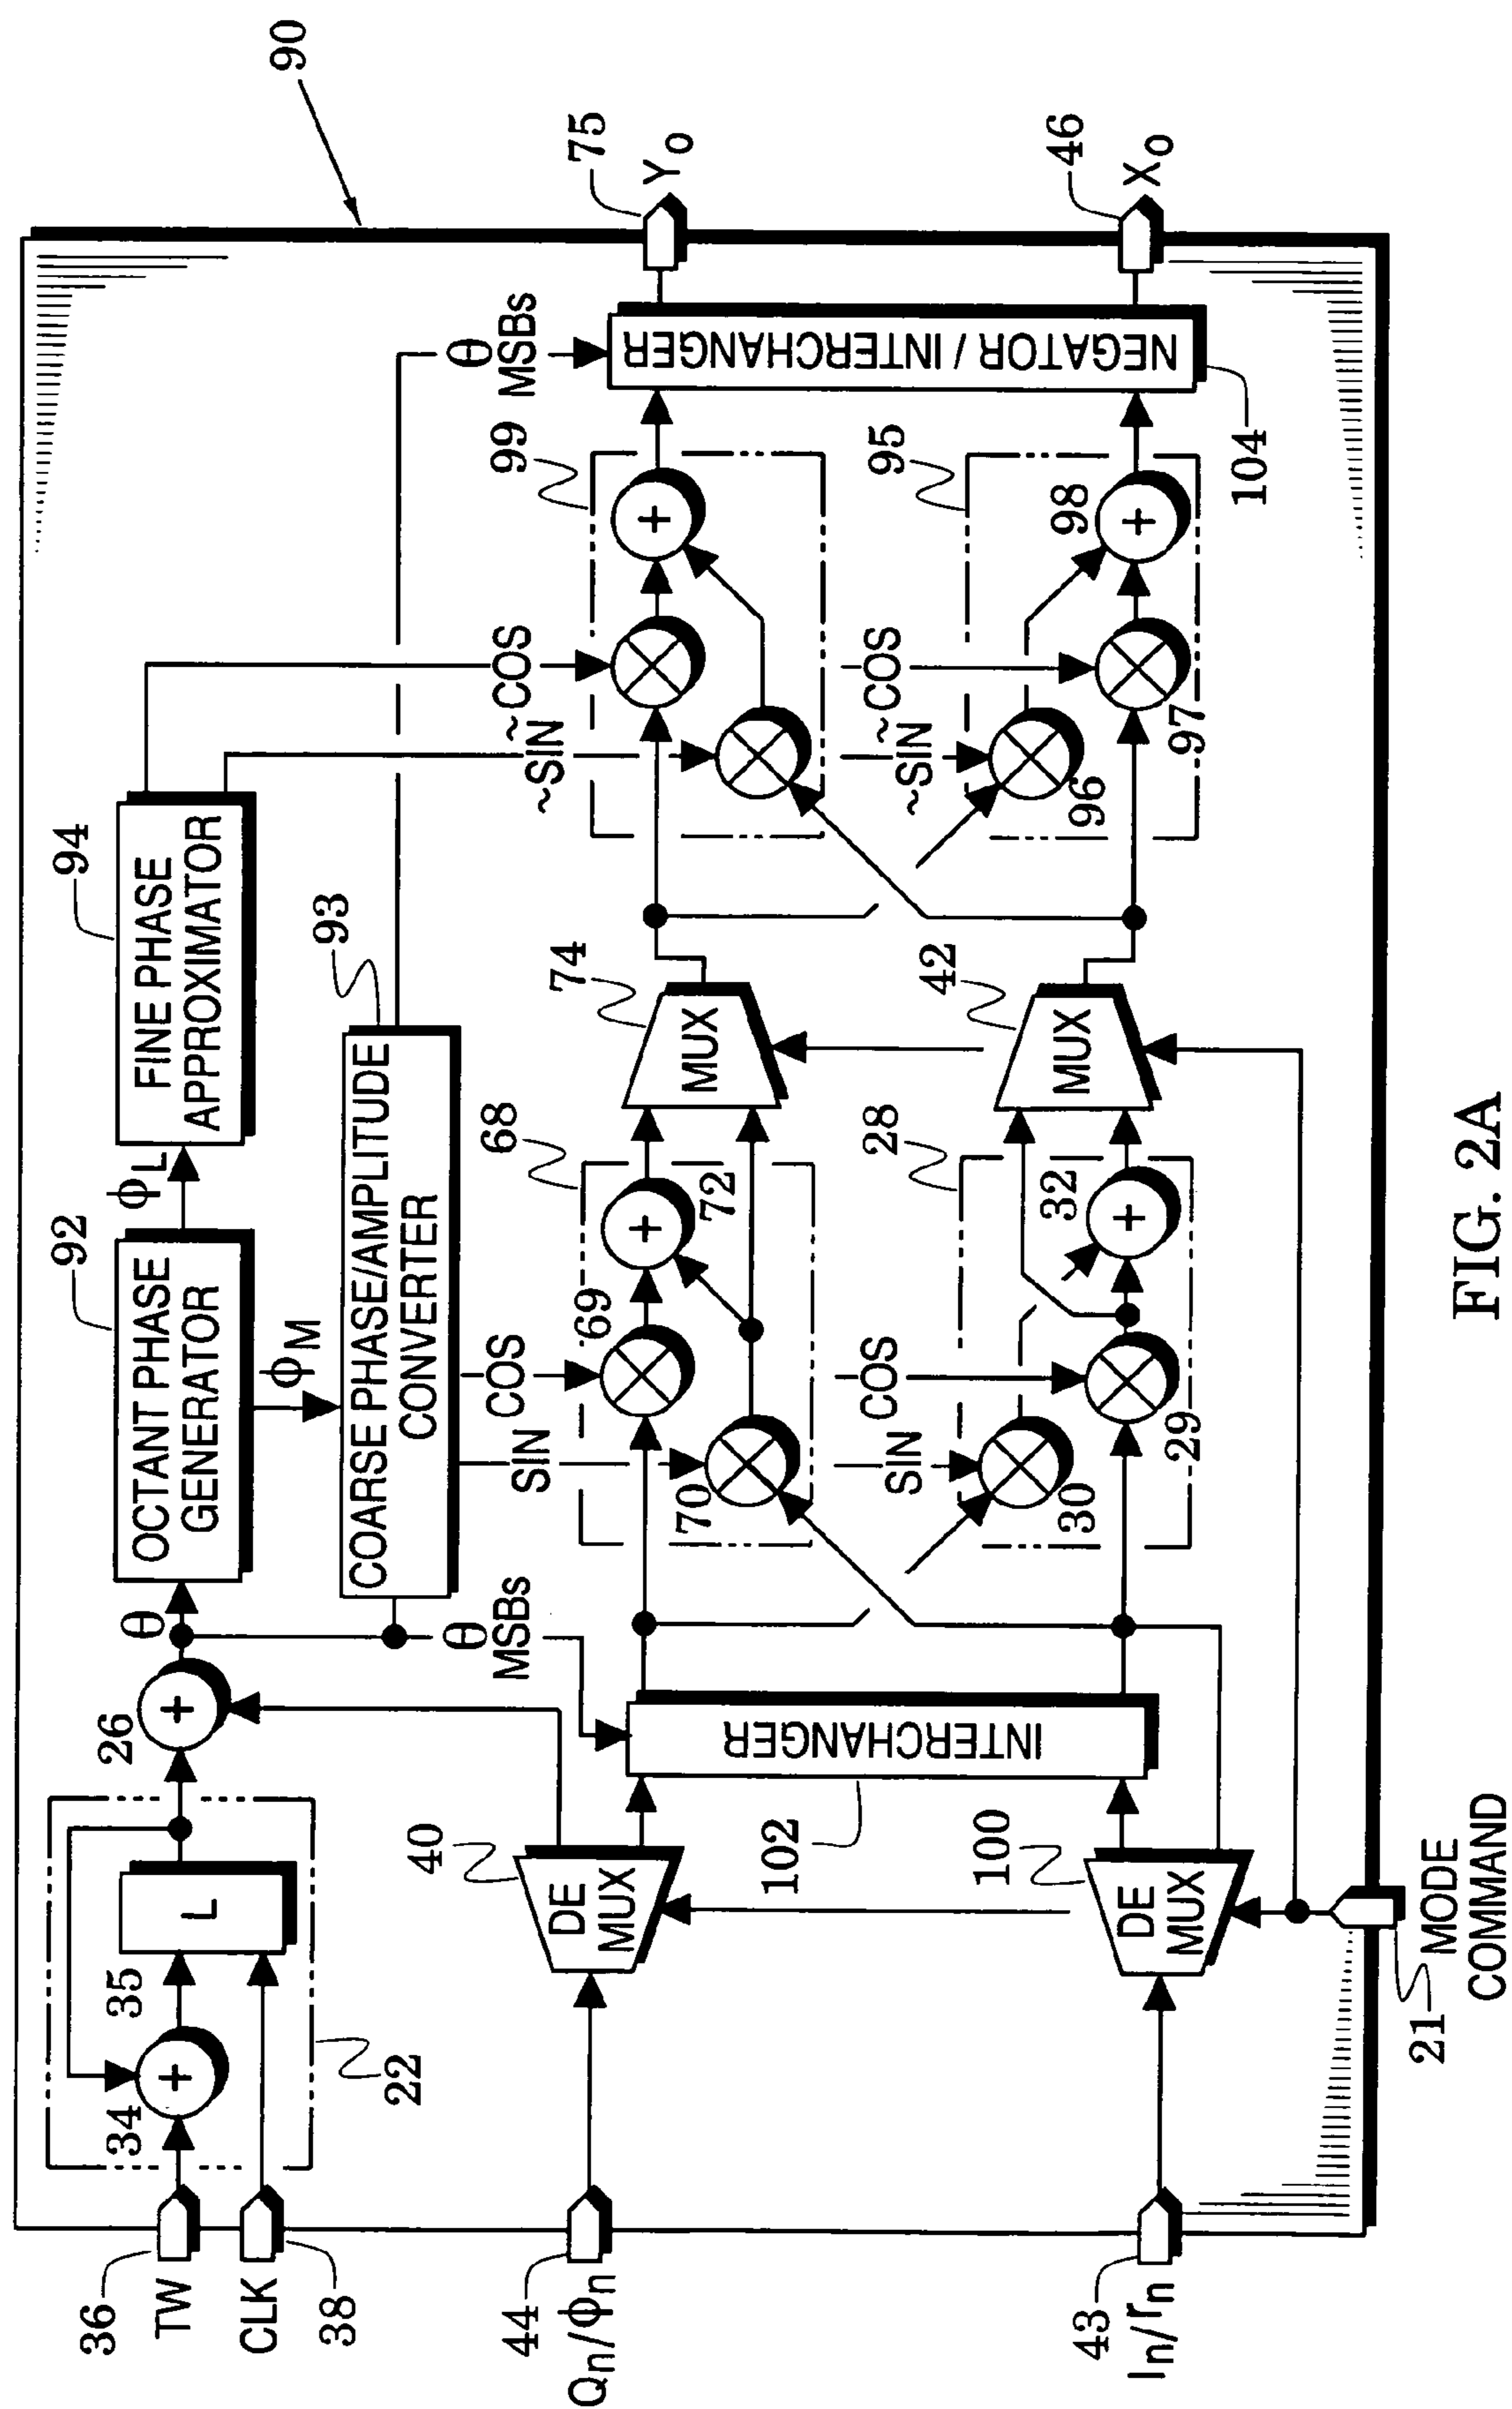 90
36
TW
CLK
38
34
35
L
22
26
θ
92
OCTANT PHASE
GENERATOR
ϕL
ϕM
94
FINE PHASE
APPROXIMATOR
93
COARSE PHASE/AMPLITUDE
CONVERTER
θ
MSBs
θ
MSBs
SIN
COS
~SIN
~COS
44
Qn/ϕn
40
DE
MUX
102
INTERCHANGER
70
69
68
72
74
MUX
99
75
YO
SIN
COS
~SIN
~COS
43
In/rn
100
DE
MUX
30
29
28
32
42
MUX
96
97
95
98
NEGATOR / INTERCHANGER
104
46
XO
21
MODE
COMMAND
FIG. 2A